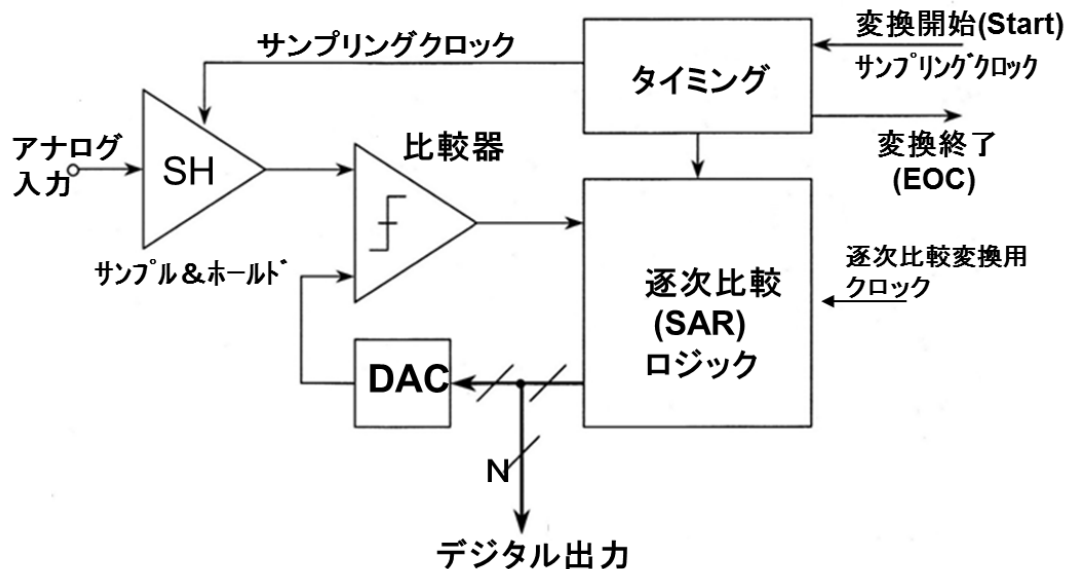 サンプリングクロック
変換開始(Start)
サンプリングクロック
タイミング
アナログ
入力
SH
比較器
変換終了
(EOC)
サンプル&ホールド
逐次比較
(SAR)
ロジック
逐次比較変換用
クロック
DAC
N
デジタル出力